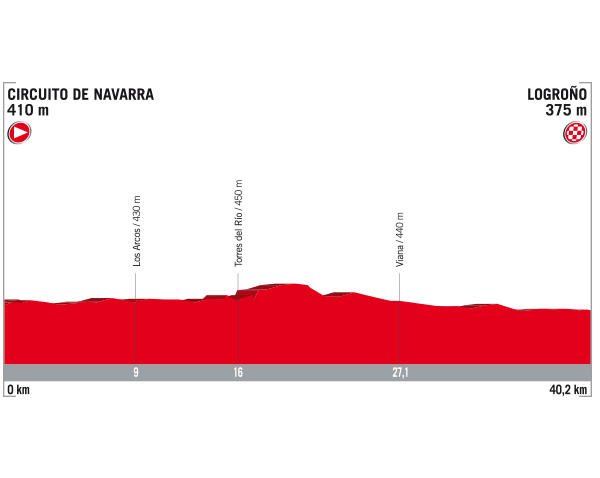 CIRCUITO DE NAVARRA
410 m
LOGROÑO
375 m
Los Arcos / 430 m
Torres del Río / 450 m
Viana / 440 m
9
16
27,1
0 km
40,2 km